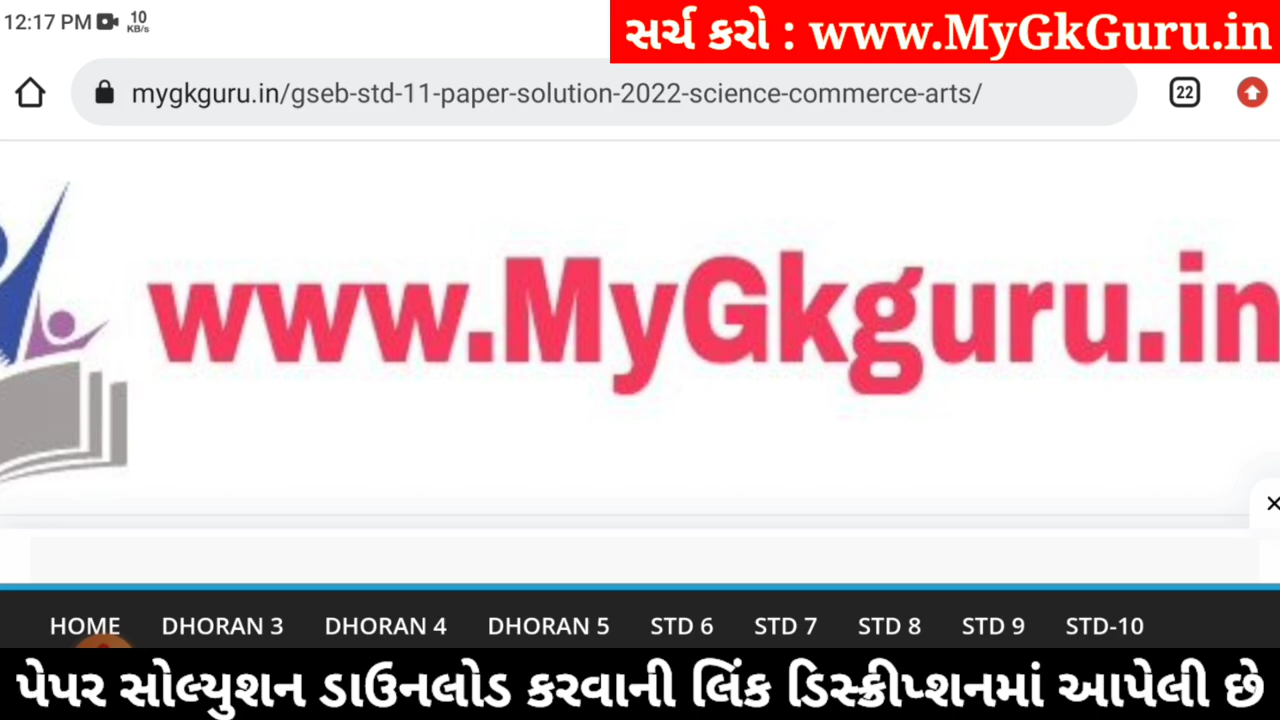 12:17 PM 10 KB/s
સર્ચ કરો : www.MyGkGuru.in
mygkguru.in/gseb-std-11-paper-solution-2022-science-commerce-arts/ 22
www.MyGkguru.in
HOME DHORAN 3 DHORAN 4 DHORAN 5 STD 6 STD 7 STD 8 STD 9 STD-10
પેપર સોલ્યુશન ડાઉનલોડ કરવાની લિંક ડિસ્ક્રીપ્શનમાં આપેલી છે